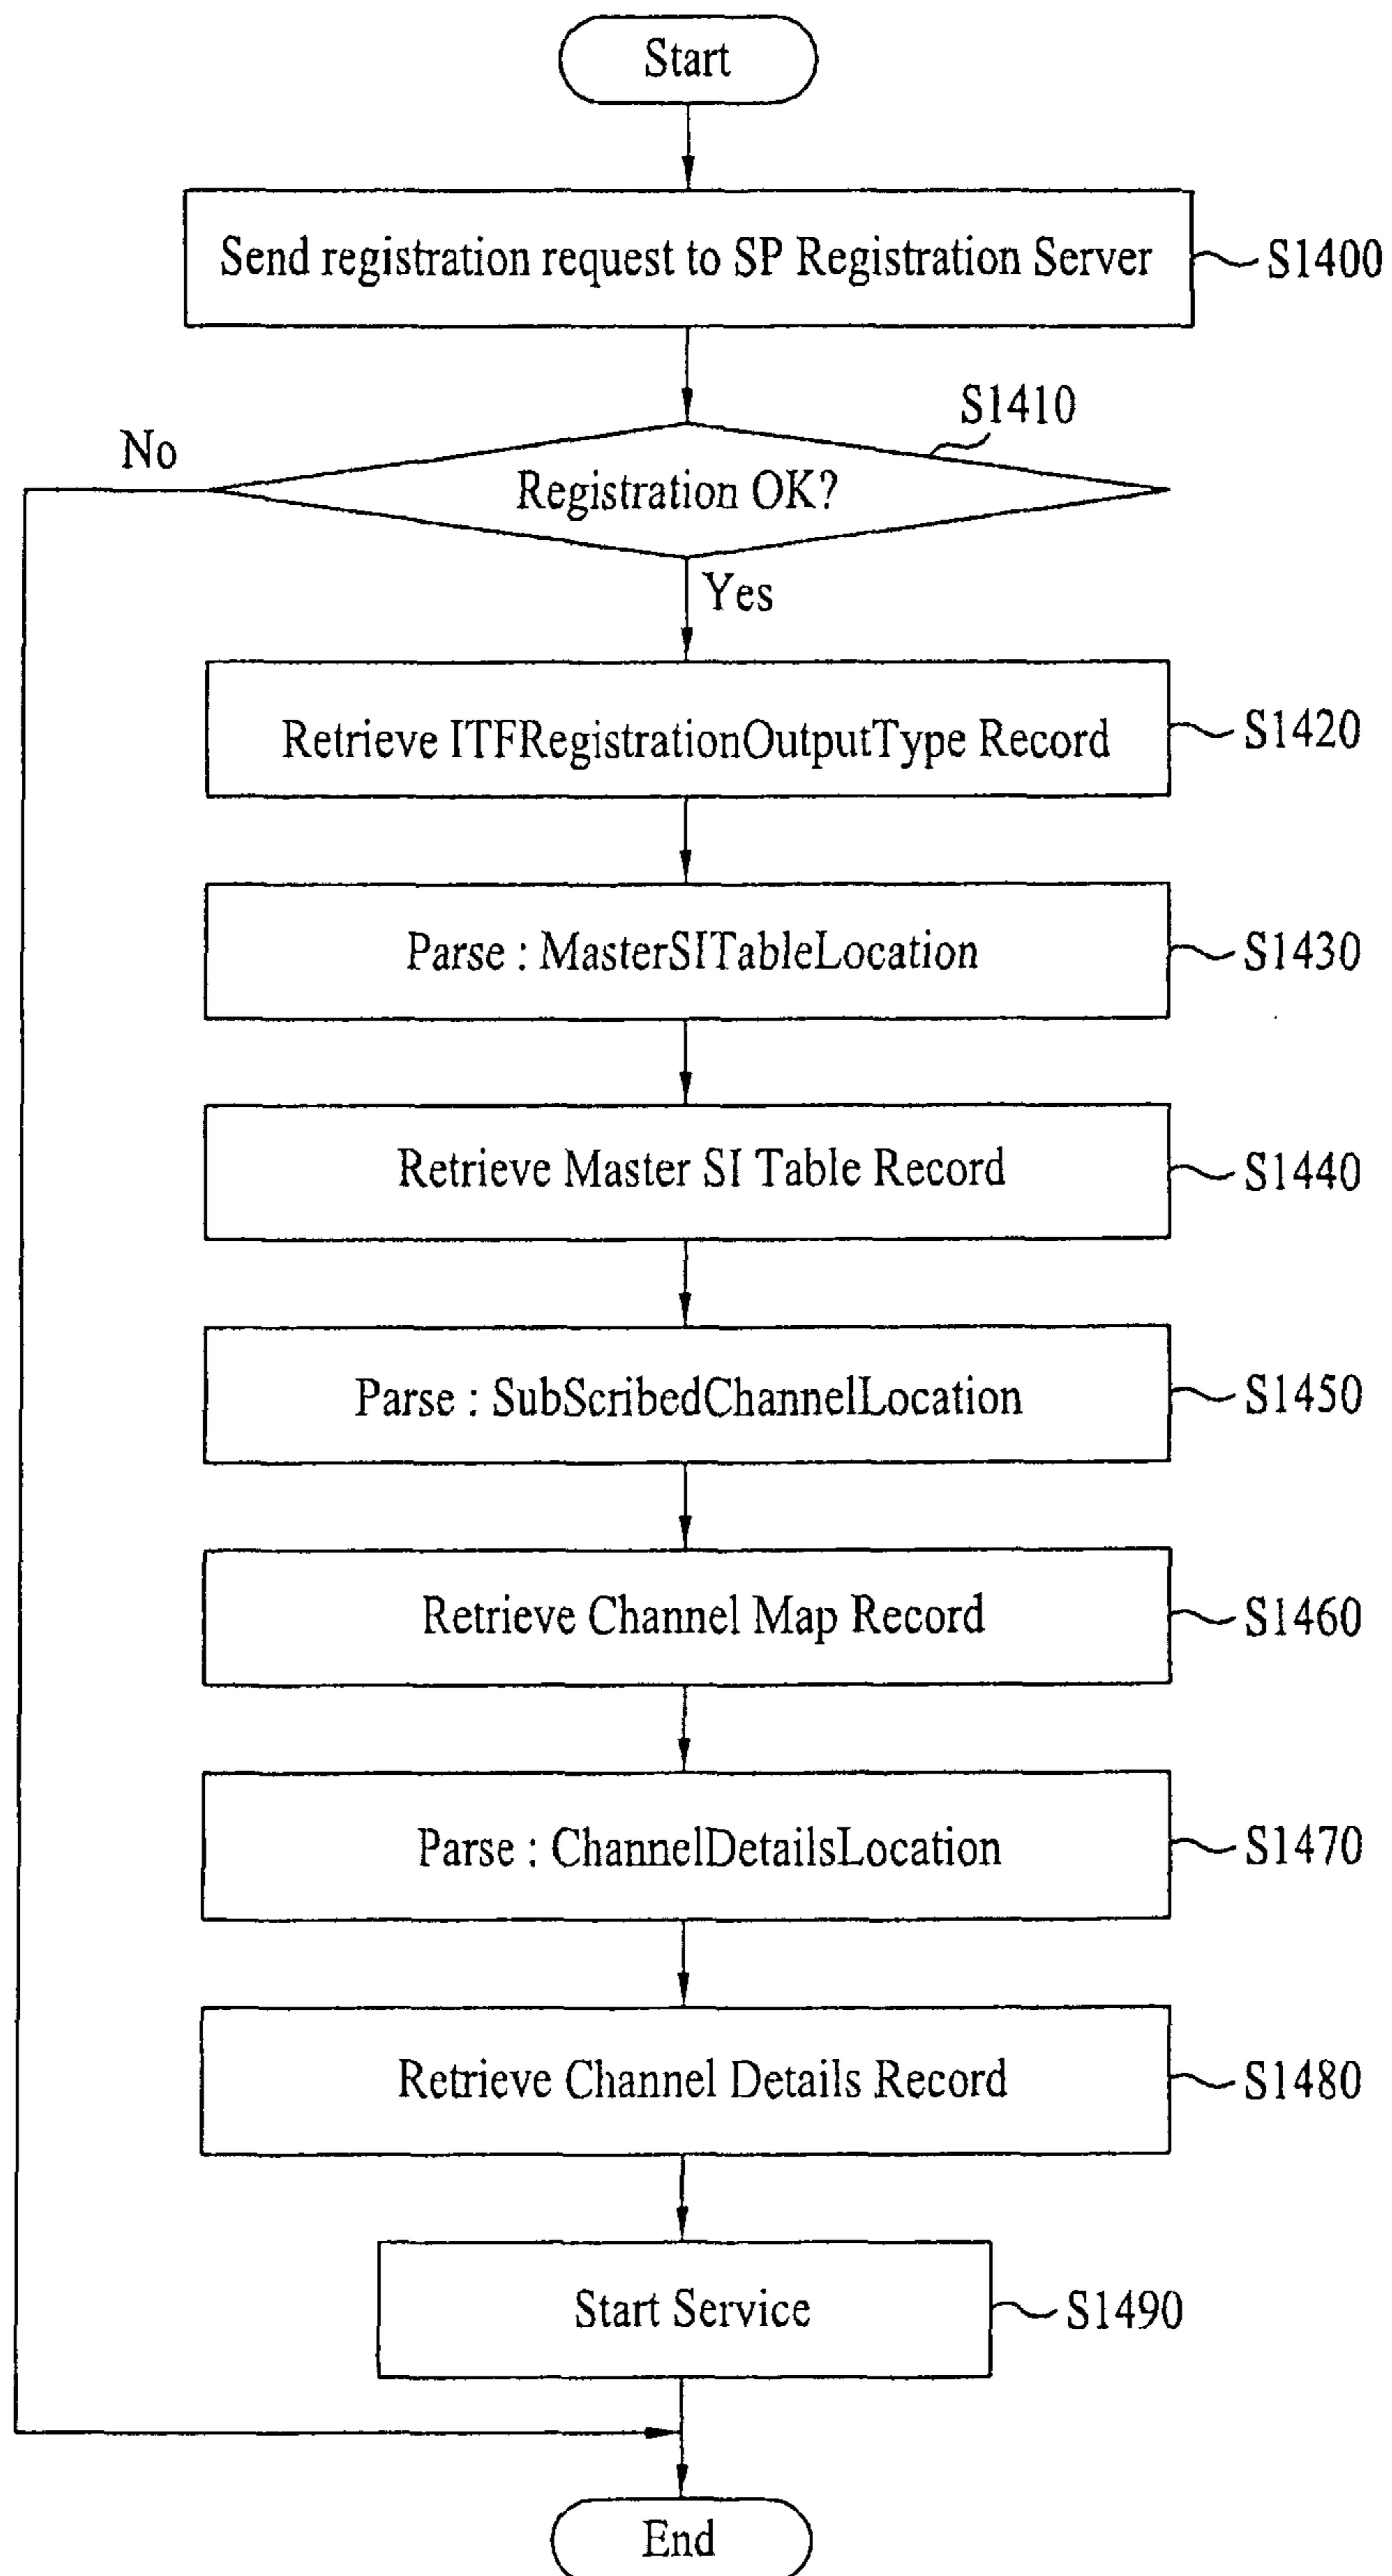 Start
Send registration request to SP Registration Server
S1400
S1410
No
Registration OK?
Yes
Retrieve ITFRegistrationOutputType Record
S1420
Parse : MasterSITableLocation
S1430
Retrieve Master SI Table Record
S1440
Parse : SubScribedChannelLocation
S1450
Retrieve Channel Map Record
S1460
Parse : ChannelDetailsLocation
S1470
Retrieve Channel Details Record
S1480
Start Service
S1490
End